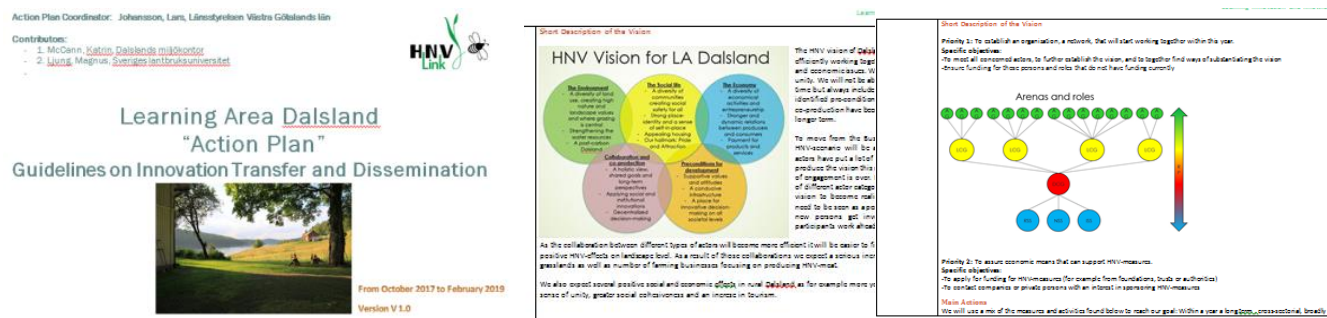 Action Plan Coordinator: Johansson, Lars, Länsstyrelsen Västra Götalands län
Contributors:
- 1. McCann, Katrin, Dalslands miljökontor
- 2. Ljung, Magnus, Sveriges lantbruksuniversitet
-
HNV
Link
Learning Area Dalsland
"Action Plan"
Guidelines on Innovation Transfer and Dissemination
From October 2017 to February 2019
Version V 1.0
Learn
Short Description of the Vision
HNV Vision for LA Dalsland
The Environment
- A diversity of land
use, creating high
nature and
landscape values
and where grazing
is central
- Strengthening the
water resources
- A post-carbon
Dalsland
The Social life
- A diversity of
communities
creating social
safety for all
- Strong place-
identity and a sense
of self-in-place
- Appealing housing
- Our hallmark: Pride
and Attraction
The Economy
- A diversity of
economical
activities and
entrepreneurship
- Stronger and
dynamic relations
between producers
and consumers
- Payment for
products and
services
Collaboration and
co-production
- A holistic view,
shared goals and
long-term
perspectives
- Applying social and
institutional
innovations
- Decentralised
decision-making
Preconditions for
development
- Supportive values
and attitudes
- A conducive
infrastructure
- A place for
innovative decision-
making on all
societal levels
The HNV vision of
efficiently working
and economic issues. W
unity. We will not be ab
time but always include
identified pre-condition
co-production have bee
longer term.
To move from the Bus
HNV-scenario will be
actors have put a lot of
produce the vision this
of engagement is over.
of different actor categ
vision to become real
need to be seen as a po
new persons get inv
participants work ahead
As the collaboration between different types of actors will become more efficient it will be easier to
positive HNV-effects on landscape level. As a result of those collaborations we expect a serious
grasslands as well as number of farming businesses focusing on producing HNV-meat.
We also expect several positive social and economic effects in rural Dalsland, as for example more
sense of unity, greater social cohesiveness and an increase in tourism.
Short Description of the Vision
Priority 1: To establish an organisation, a network, that will start working together within this year.
Specific objectives:
-To meet all concerned actors, to further establish the vision, and to together find ways of substantiating the vision
-Ensure funding for those persons and roles that do not have funding currently
Arenas and roles
LCG LCG LCG LCG
Priority 2: To assure economic means that can support HNV-measures.
Specific objectives:
-To apply for funding for HNV-measures (for example from foundations, trusts or authorities)
-To contact companies or private persons with an interest in sponsoring HNV-measures
Main Actions
We will use a mix of the measures and activities found below to reach our goal: Within a year a long term, cross-sectorial, broadly